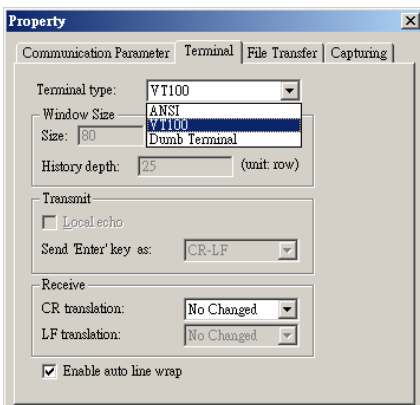 Property
Communication Parameter Terminal File Transfer Capturing
Terminal type: VT100
ANSI
VT100
Dumb Terminal
Window Size
Size: 80
History depth: 25 (unit: row)
Transmit
Local echo
Send 'Enter' key as: CR-LF
Receive
CR translation: No Changed
LF translation: No Changed
Enable auto line wrap